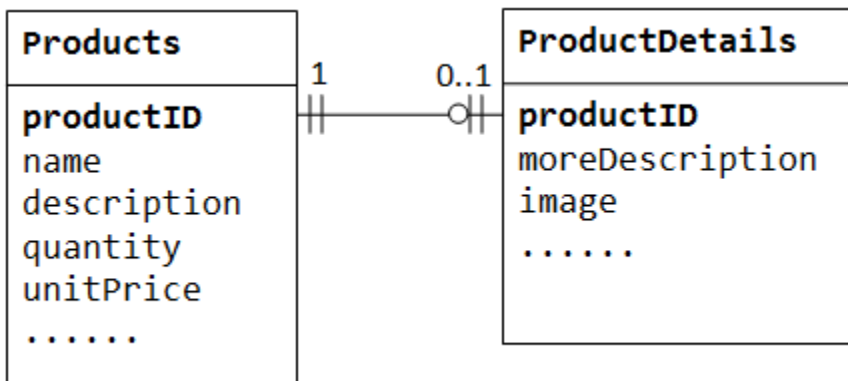 Products
productID
name
description
quantity
unitPrice
......
1
0..1
ProductDetails
productID
moreDescription
image
......